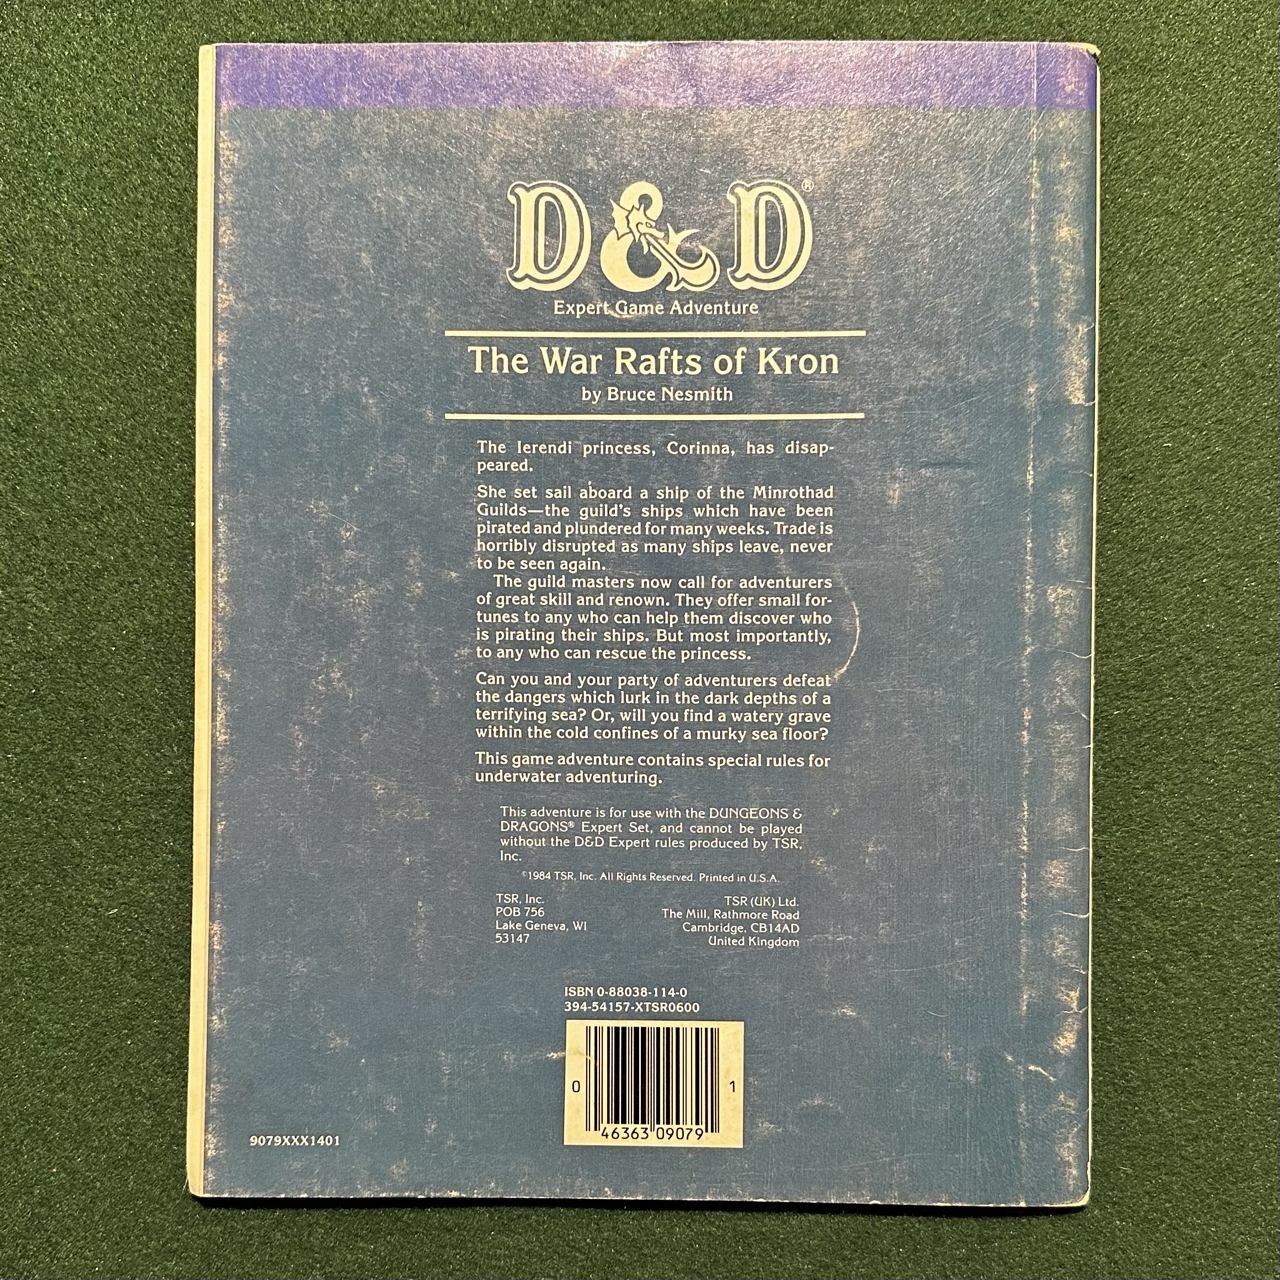 D&D®
Expert Game Adventure
The War Rafts of Kron
by Bruce Nesmith
The Ierendi princess, Corinna, has disap-
peared.
She set sail aboard a ship of the Minrothad
Guilds—the guild's ships which have been
pirated and plundered for many weeks. Trade is
horribly disrupted as many ships leave, never
to be seen again.
The guild masters now call for adventurers
of great skill and renown. They offer small for-
tunes to any who can help them discover who
is pirating their ships. But most importantly,
to any who can rescue the princess.
Can you and your party of adventurers defeat
the dangers which lurk in the dark depths of a
terrifying sea? Or, will you find a watery grave
within the cold confines of a murky sea floor?
This game adventure contains special rules for
underwater adventuring.
This adventure is for use with the DUNGEONS &
DRAGONS® Expert Set, and cannot be played
without the D&D Expert rules produced by TSR,
Inc.
©1984 TSR, Inc. All Rights Reserved. Printed in U.S.A.
TSR, Inc.
POB 756
Lake Geneva, WI
53147
TSR (UK) Ltd.
The Mill, Rathmore Road
Cambridge, CB14AD
United Kingdom
ISBN 0-88038-114-0
394-54157-XTSR0600
0 46363 09079 1
9079XXX1401